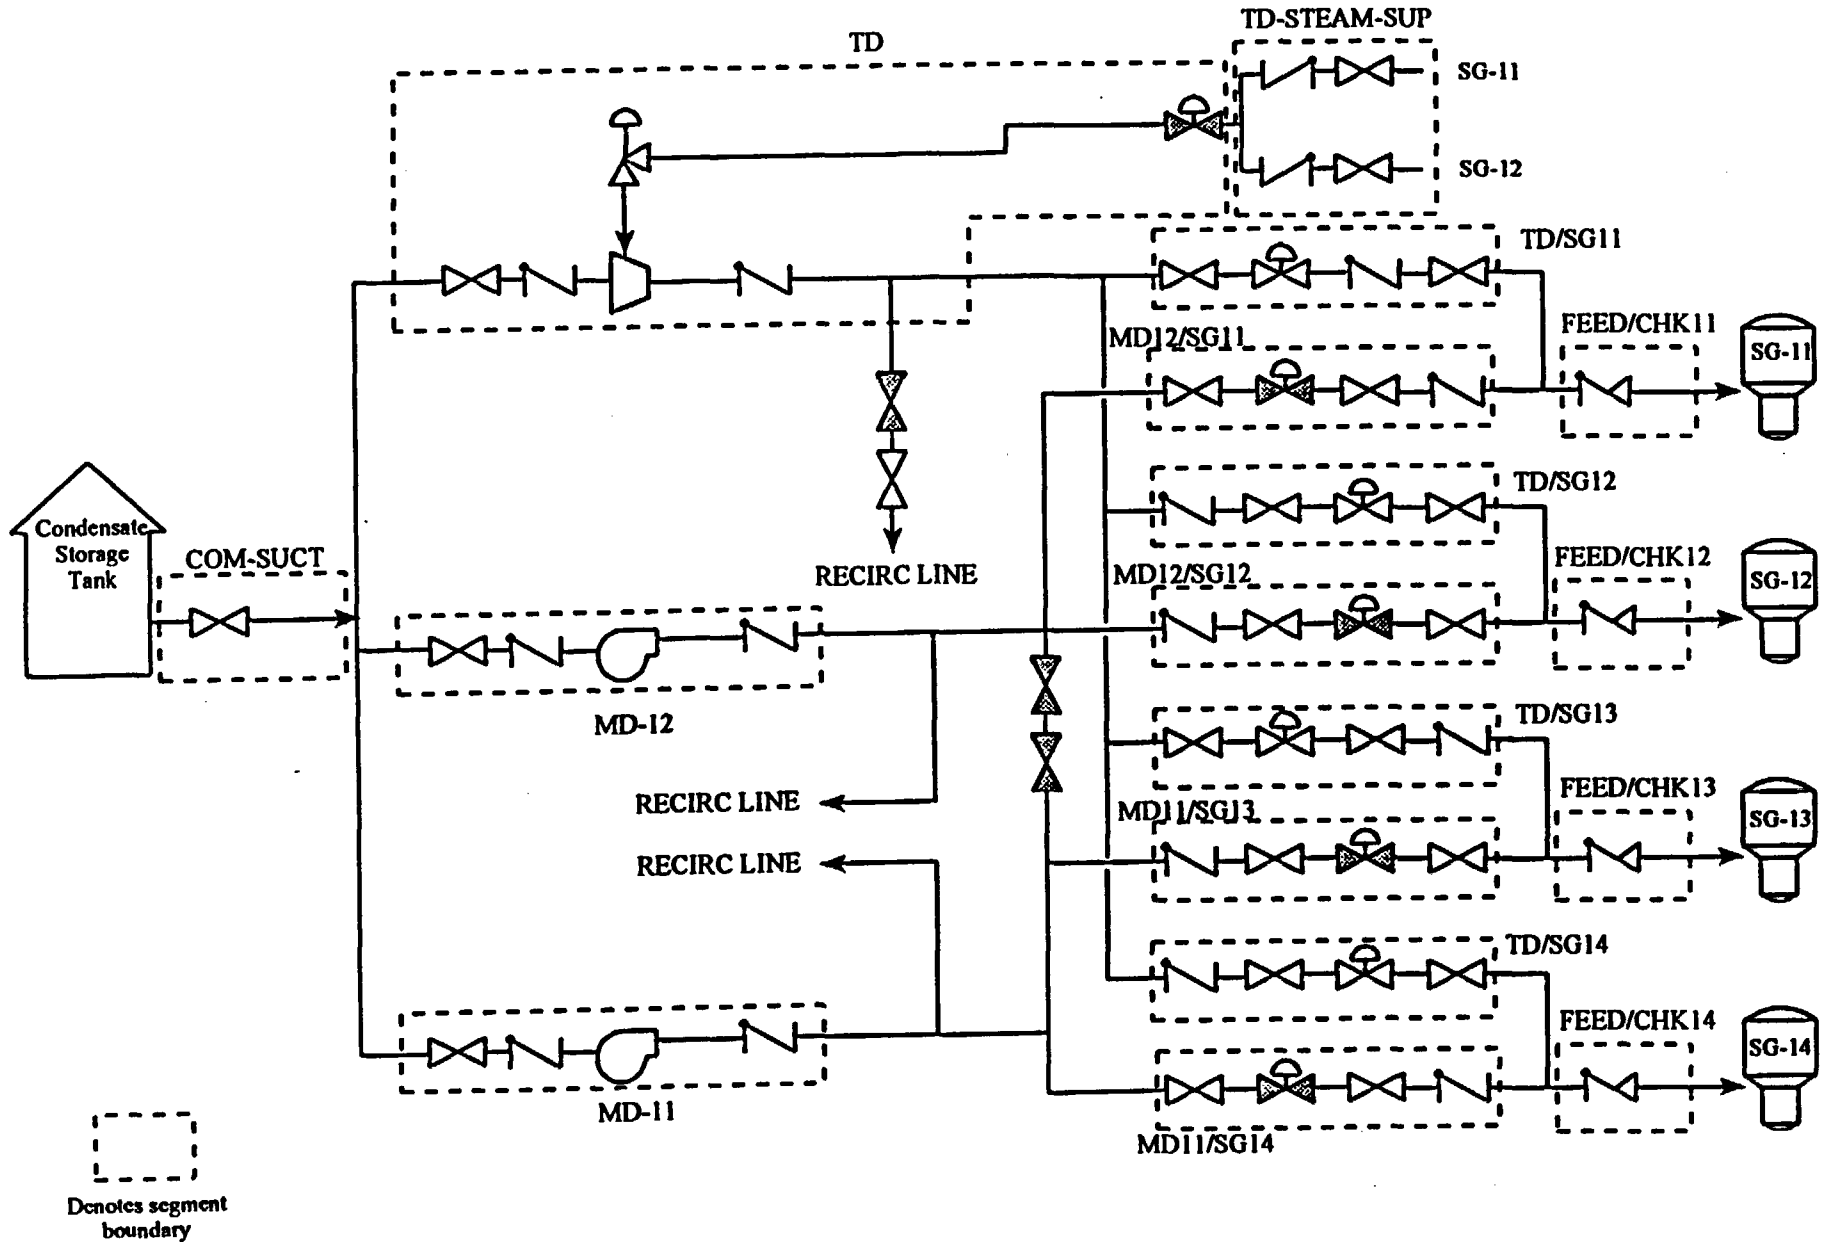 TD-STEAM-SUP
TD
SG-11
SG-12
TD/SG11
MD12/SG11
FEED/CHK11
SG-11
TD/SG12
Condensate
Storage
Tank
COM-SUCT
RECIRC LINE
MD12/SG12
FEED/CHK12
SG-12
MD-12
TD/SG13
RECIRC LINE
MD11/SG13
FEED/CHK13
SG-13
RECIRC LINE
TD/SG14
FEED/CHK14
SG-14
MD-11
MD11/SG14
Denotes segment
boundary